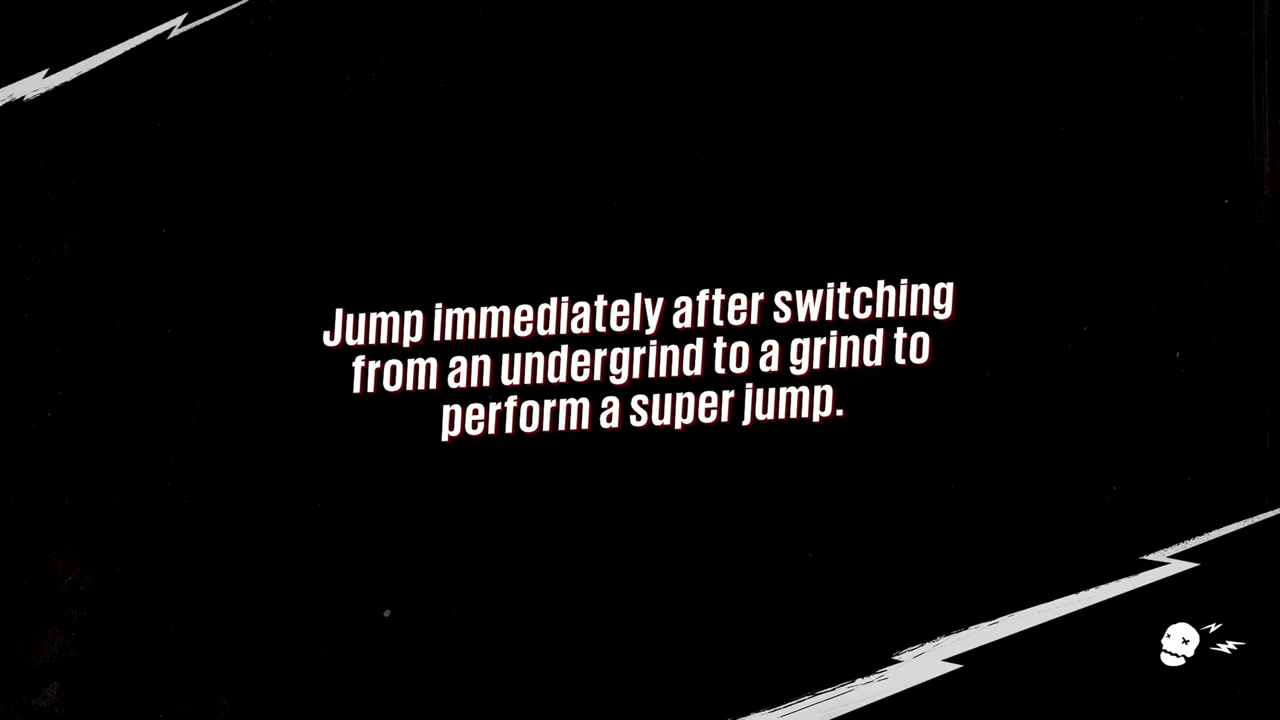 Jump immediately after switching
from an undergrind to a grind to
perform a super jump.